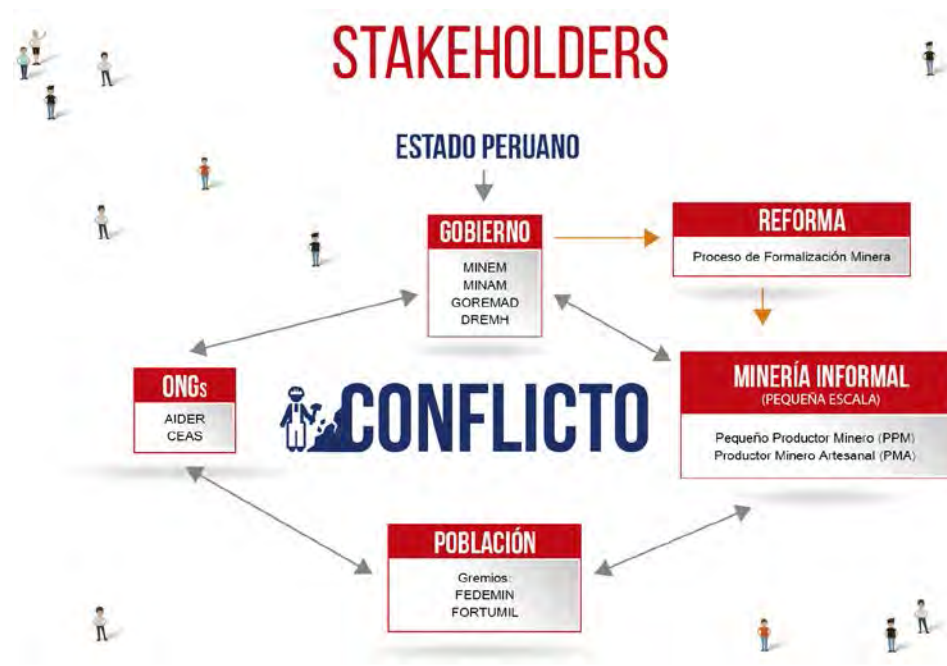 STAKEHOLDERS
ESTADO PERUANO
GOBIERNO
MINEM
MINAM
GOREMAD
DREMH
REFORMA
Proceso de Formalización Minera
ONGs
AIDER
CEAS
CONFLICTO
MINERÍA INFORMAL
(PEQUEÑA ESCALA)
Pequeño Productor Minero (PPM)
Productor Minero Artesanal (PMA)
POBLACIÓN
Gremios:
FEDEMIN
FORTUMIL